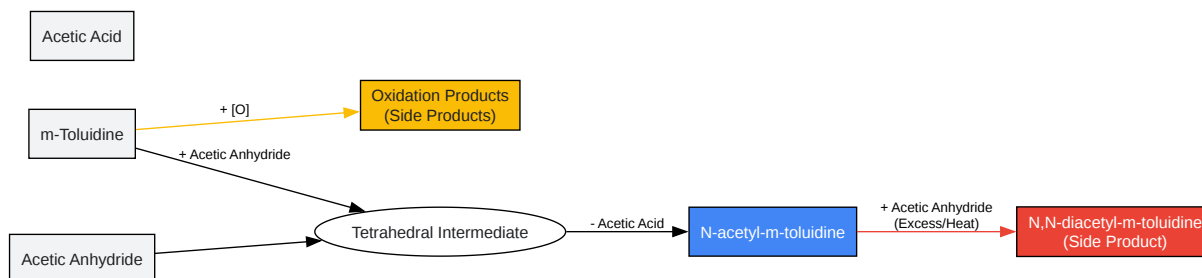 Acetic Acid
Oxidation Products
(Side Products)
+ [O]
m-Toluidine
+ Acetic Anhydride
Tetrahedral Intermediate
- Acetic Acid
N-acetyl-m-toluidine
+ Acetic Anhydride
(Excess/Heat)
N,N-diacetyl-m-toluidine
(Side Product)
Acetic Anhydride